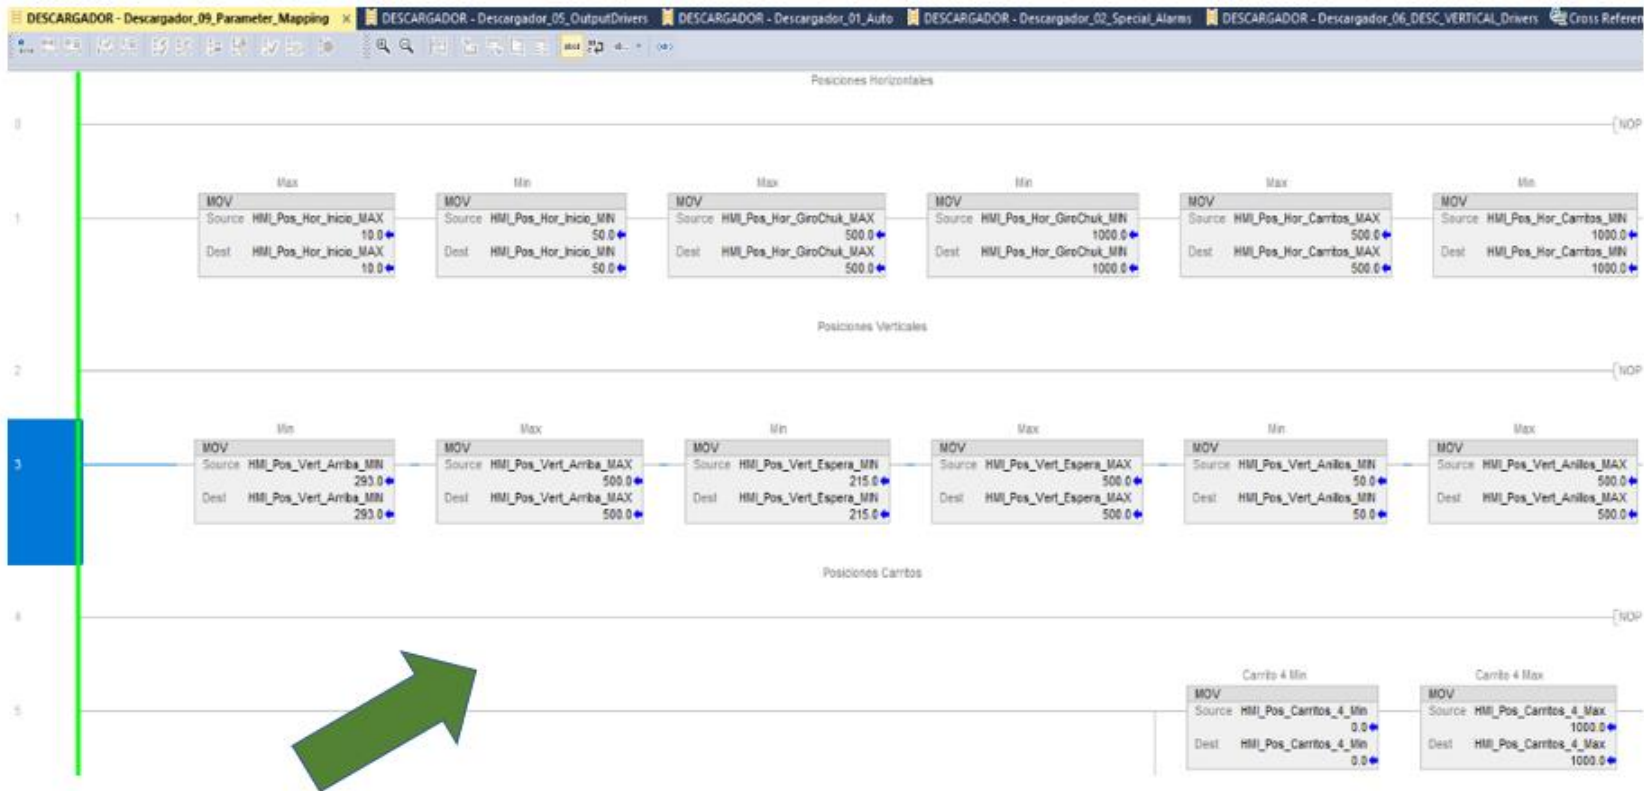 DESCARGADOR - Descargador_09_Parameter_Mapping × DESCARGADOR - Descargador_05_OutputDrivers DESCARGADOR - Descargador_01_Auto DESCARGADOR - Descargador_02_Special_Alarms DESCARGADOR - Descargador_06_DESC_VERTICAL_Drivers Cross Referen
Posiciones Horizontales
0 NOP
Max Min Max Min Max Min
MOV MOV MOV MOV MOV MOV
1 Source HMI_Pos_Hor_Inicio_MAX Source HMI_Pos_Hor_Inicio_MIN Source HMI_Pos_Hor_GiroChuk_MAX Source HMI_Pos_Hor_GiroChuk_MIN Source HMI_Pos_Hor_Carritos_MAX Source HMI_Pos_Hor_Carritos_MIN
10.0 50.0 500.0 1000.0 500.0 1000.0
Dest HMI_Pos_Hor_Inicio_MAX Dest HMI_Pos_Hor_Inicio_MIN Dest HMI_Pos_Hor_GiroChuk_MAX Dest HMI_Pos_Hor_GiroChuk_MIN Dest HMI_Pos_Hor_Carritos_MAX Dest HMI_Pos_Hor_Carritos_MIN
10.0 50.0 500.0 1000.0 500.0 1000.0
Posiciones Verticales
2 NOP
Min Max Min Max Min Max
MOV MOV MOV MOV MOV MOV
3 Source HMI_Pos_Vert_Arriba_MIN Source HMI_Pos_Vert_Arriba_MAX Source HMI_Pos_Vert_Espera_MIN Source HMI_Pos_Vert_Espera_MAX Source HMI_Pos_Vert_Anillos_MIN Source HMI_Pos_Vert_Anillos_MAX
293.0 500.0 215.0 500.0 50.0 500.0
Dest HMI_Pos_Vert_Arriba_MIN Dest HMI_Pos_Vert_Arriba_MAX Dest HMI_Pos_Vert_Espera_MIN Dest HMI_Pos_Vert_Espera_MAX Dest HMI_Pos_Vert_Anillos_MIN Dest HMI_Pos_Vert_Anillos_MAX
293.0 500.0 215.0 500.0 50.0 500.0
Posiciones Carritos
4 NOP
Carrito 4 Min Carrito 4 Max
MOV MOV
5 Source HMI_Pos_Carritos_4_Min Source HMI_Pos_Carritos_4_Max
0.0 1000.0
Dest HMI_Pos_Carritos_4_Min Dest HMI_Pos_Carritos_4_Max
0.0 1000.0